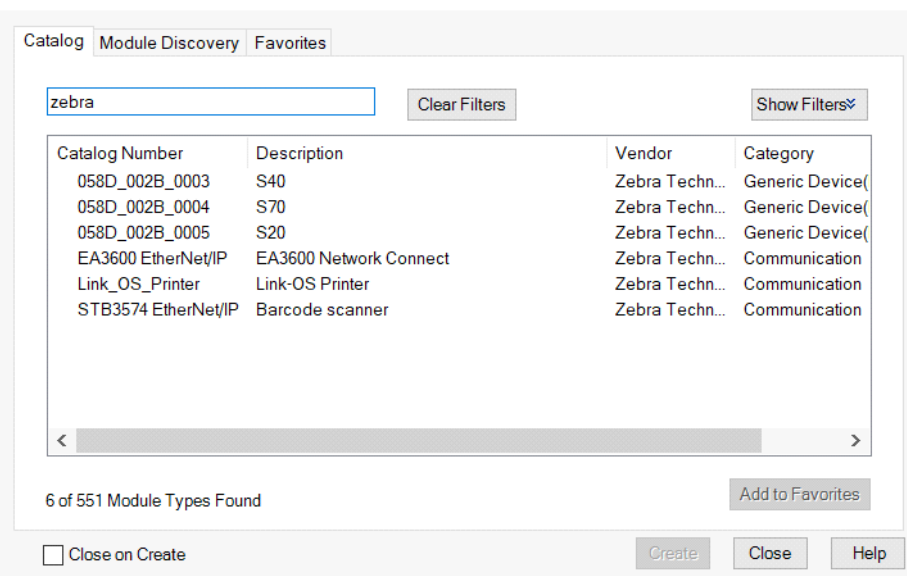 Catalog Module Discovery Favorites
zebra Clear Filters Show Filters
Catalog Number Description Vendor Category
058D_002B_0003 S40 Zebra Techn... Generic Device(
058D_002B_0004 S70 Zebra Techn... Generic Device(
058D_002B_0005 S20 Zebra Techn... Generic Device(
EA3600 EtherNet/IP EA3600 Network Connect Zebra Techn... Communication
Link_OS_Printer Link-OS Printer Zebra Techn... Communication
STB3574 EtherNet/IP Barcode scanner Zebra Techn... Communication
6 of 551 Module Types Found Add to Favorites
Close on Create Create Close Help